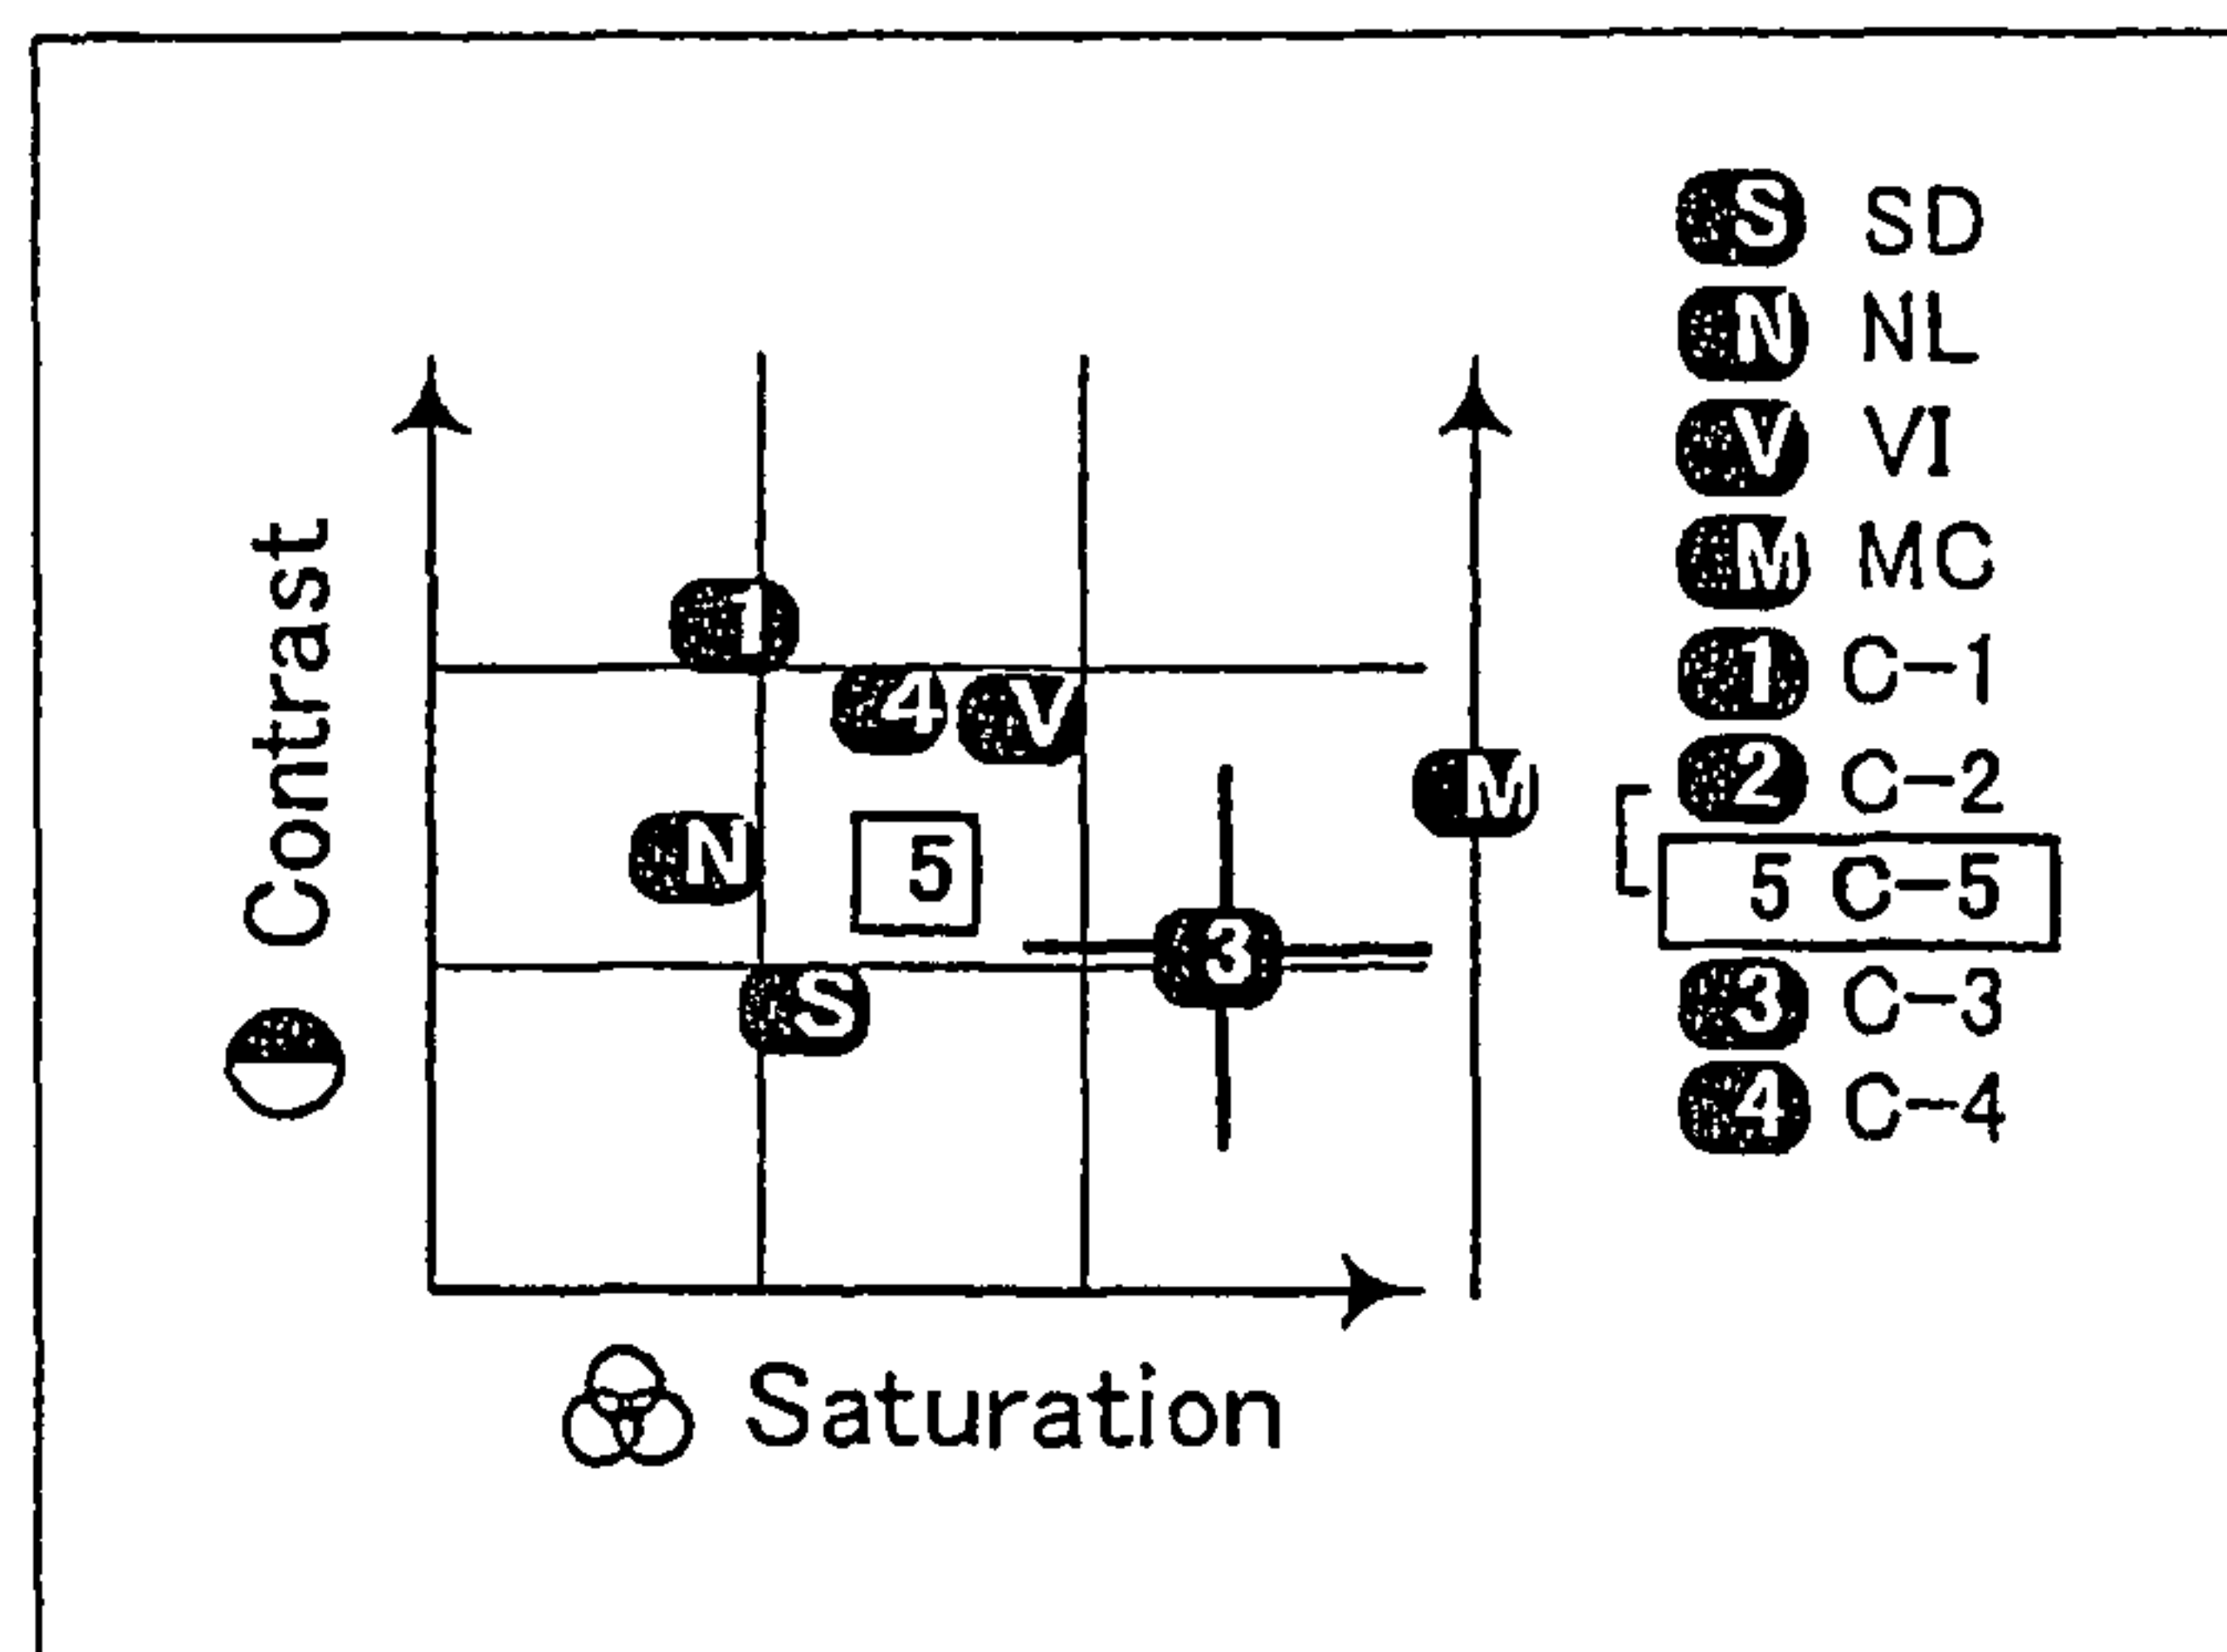 S SD
N NL
V VI
M MC
1 C-1
2 C-2
5 C-5
3 C-3
4 C-4
Contrast
1
4 V
M
N 5
3
S
Saturation